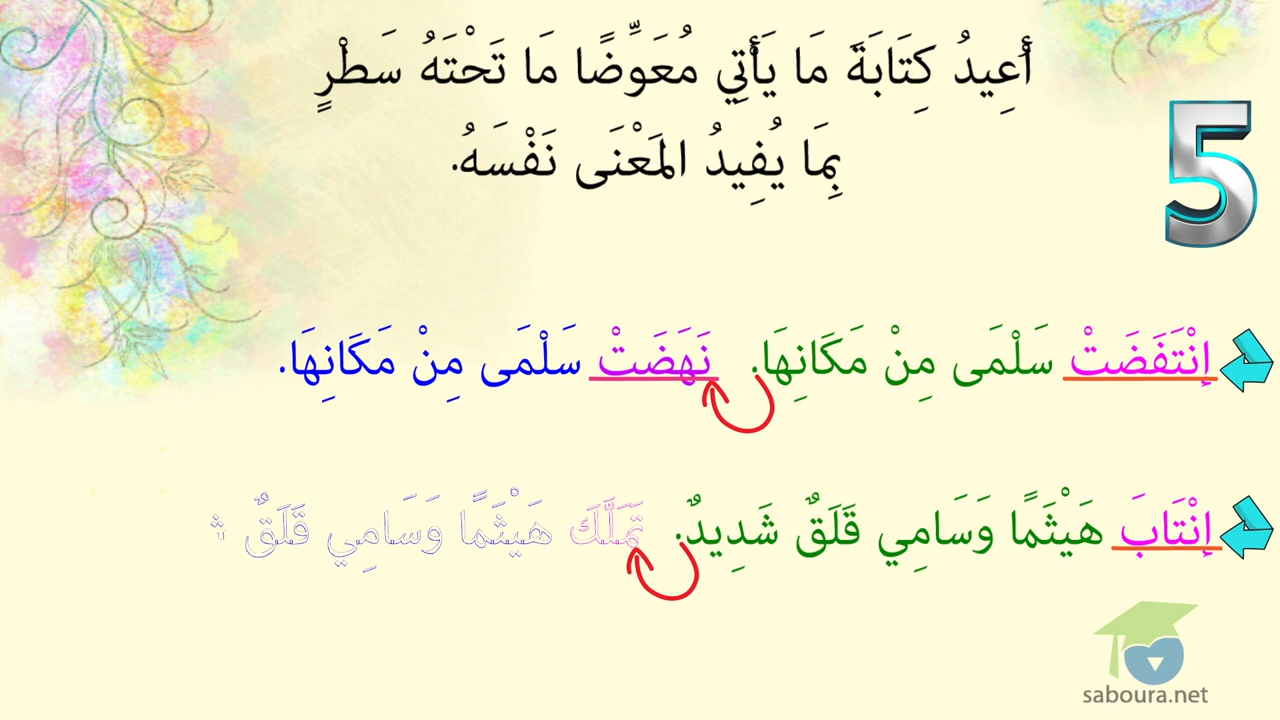 أُعِيدُ كِتَابَةَ مَا يَأْتِي مُعَوِّضًا مَا تَحْتَهُ سَطْرٍ
بِمَا يُفِيدُ المَعْنَى نَفْسَهُ.
5
إِنْتَفَضَتْ سَلْمَى مِنْ مَكَانِهَا. نَهَضَتْ سَلْمَى مِنْ مَكَانِهَا.
إِنْتَابَ هَيْثَمًا وَسَامِي قَلَقٌ شَدِيدٌ. تَمَلَّكَ هَيْثَمًا وَسَامِي قَلَقٌ
saboura.net